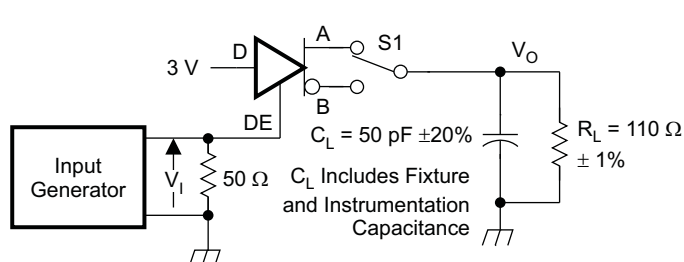 A
S1
D
3 V
B
DE
V_O
Input
Generator
V_I
50 Ω
C_L = 50 pF ±20%
C_L Includes Fixture
and Instrumentation
Capacitance
R_L = 110 Ω
± 1%